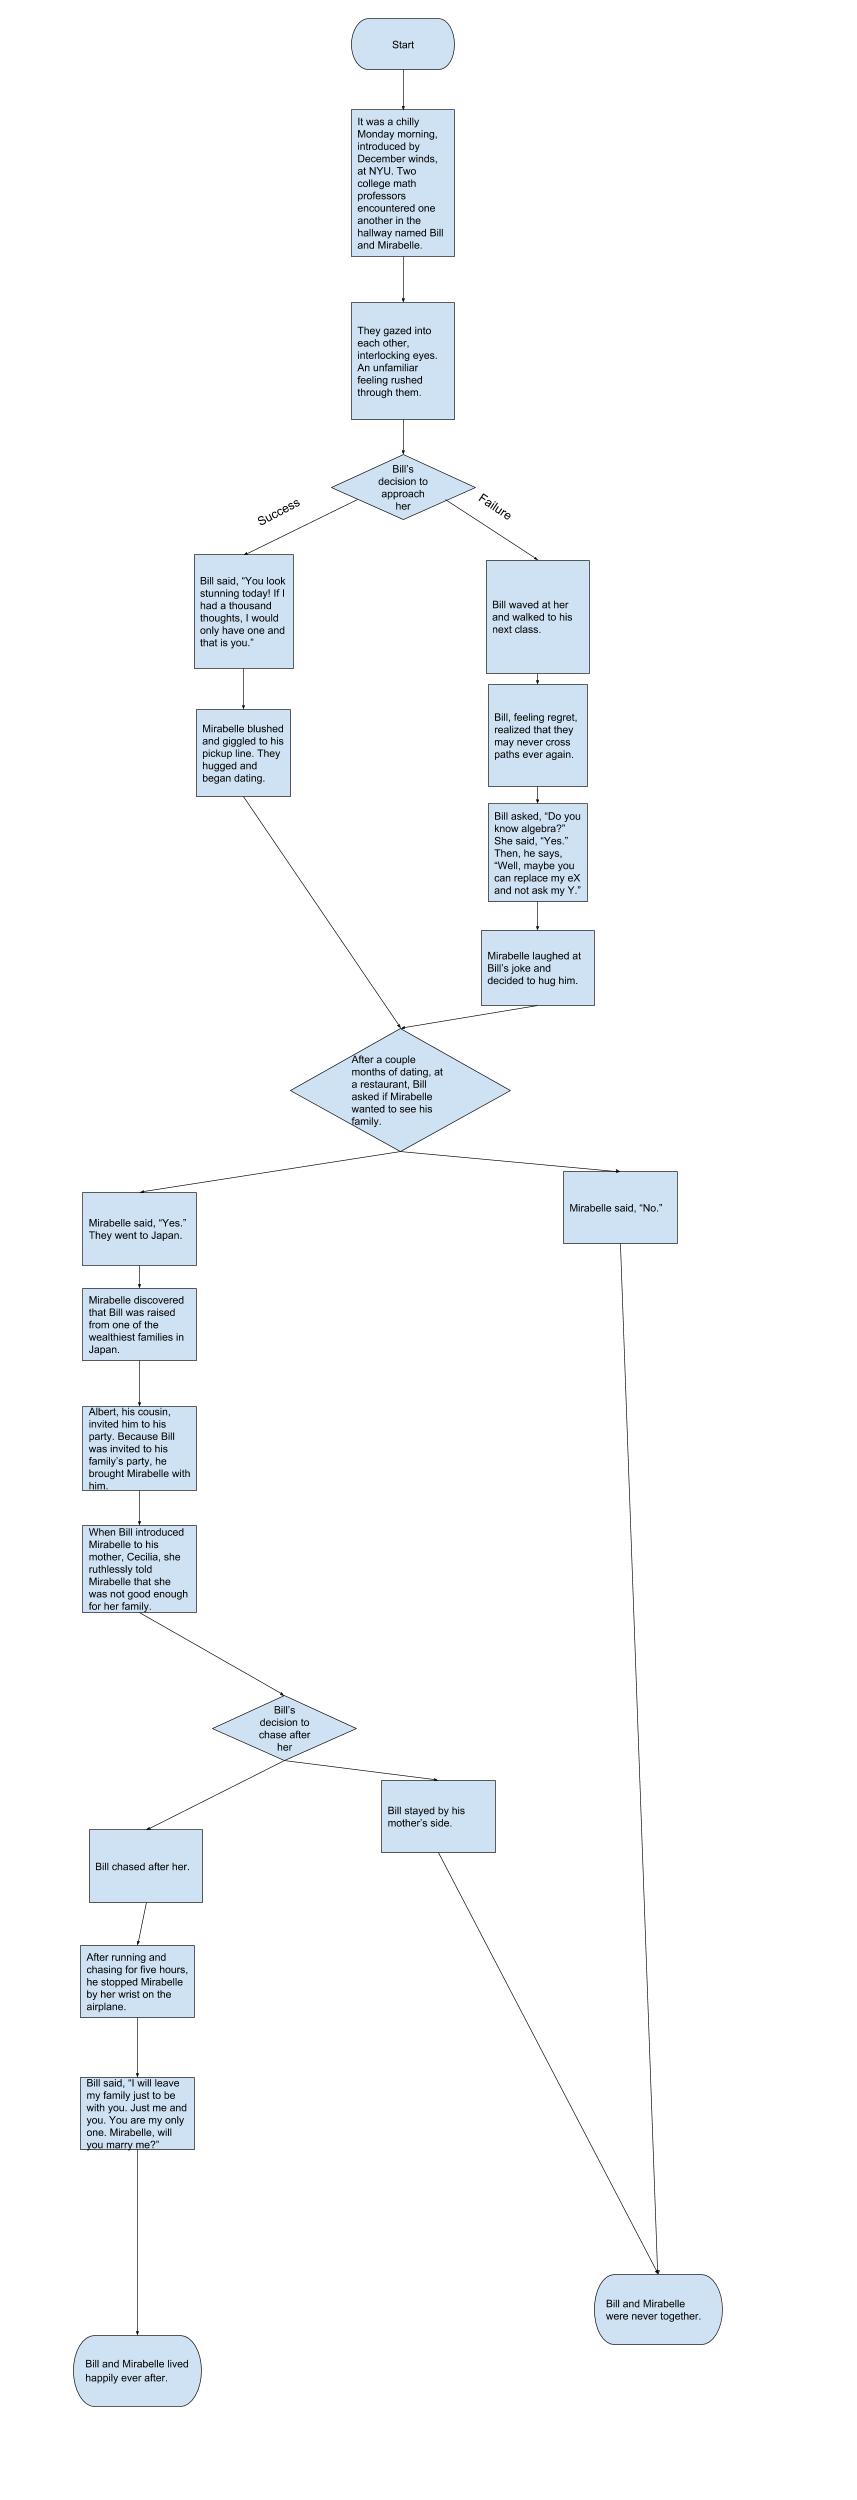 Start
It was a chilly
Monday morning,
introduced by
December winds,
at NYU. Two
college math
professors
encountered one
another in the
hallway named Bill
and Mirabelle.
They gazed into
each other,
interlocking eyes.
An unfamiliar
feeling rushed
through them.
Bill's
decision to
approach
her
Success
Failure
Bill said, “You look
stunning today! If I
had a thousand
thoughts, I would
only have one and
that is you.”
Mirabelle blushed
and giggled to his
pickup line. They
hugged and
began dating.
Bill waved at her
and walked to his
next class.
Bill, feeling regret,
realized that they
may never cross
paths ever again.
Bill asked, “Do you
know algebra?”
She said, “Yes.”
Then, he says,
“Well, maybe you
can replace my eX
and not ask my Y.”
Mirabelle laughed at
Bill’s joke and
decided to hug him.
After a couple
months of dating, at
a restaurant, Bill
asked if Mirabelle
wanted to see his
family.
Mirabelle said, “Yes.”
They went to Japan.
Mirabelle said, “No.”
Mirabelle discovered
that Bill was raised
from one of the
wealthiest families in
Japan.
Albert, his cousin,
invited him to his
party. Because Bill
was invited to his
family’s party, he
brought Mirabelle with
him.
When Bill introduced
Mirabelle to his
mother, Cecilia, she
ruthlessly told
Mirabelle that she
was not good enough
for her family.
Bill’s
decision to
chase after
her
Bill stayed by his
mother’s side.
Bill chased after her.
After running and
chasing for five hours,
he stopped Mirabelle
by her wrist on the
airplane.
Bill said, “I will leave
my family just to be
with you. Just me and
you. You are my only
one. Mirabelle, will
you marry me?”
Bill and Mirabelle
were never together.
Bill and Mirabelle lived
happily ever after.